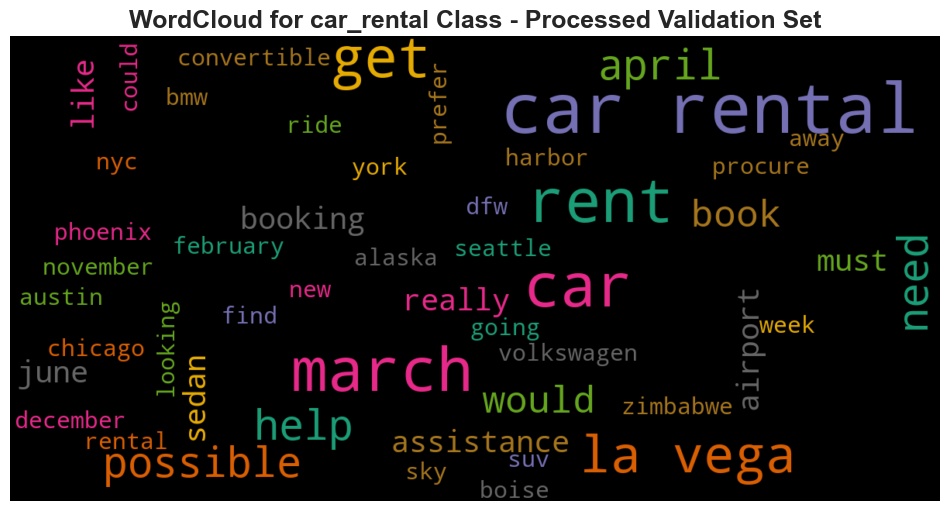 WordCloud for car_rental Class - Processed Validation Set
like
could
convertible
get
april
bmw
prefer
car rental
ride
away
nyc
york
harbor
procure
dfw
rent
book
booking
phoenix
february
alaska
seattle
must
need
november
austin
new
really
car
find
going
week
airport
looking
chicago
june
sedan
march
volkswagen
would
zimbabwe
december
help
rental
assistance
possible
sky
suv
la vega
boise